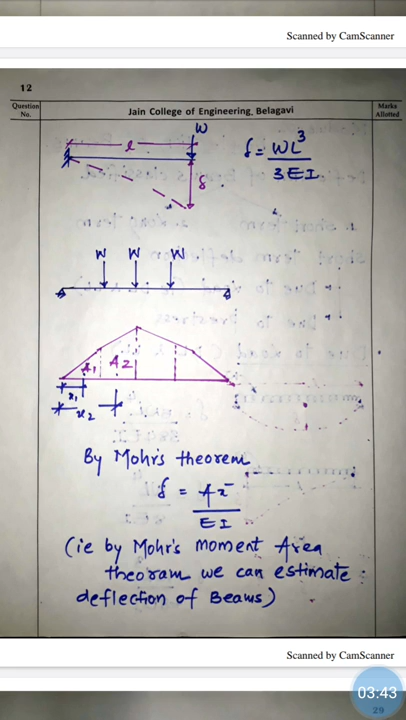 Scanned by CamScanner
12
Question No.
Jain College of Engineering, Belagavi
Marks Allotted
W
l
δ
δ = WL³
3EI
W W W
A1 A2
x1
x2
By Mohr's theorem
δ = Ax̄
EI
(ie by Mohr's moment Area
theoram we can estimate
deflection of Beams)
Scanned by CamScanner
03:43
29